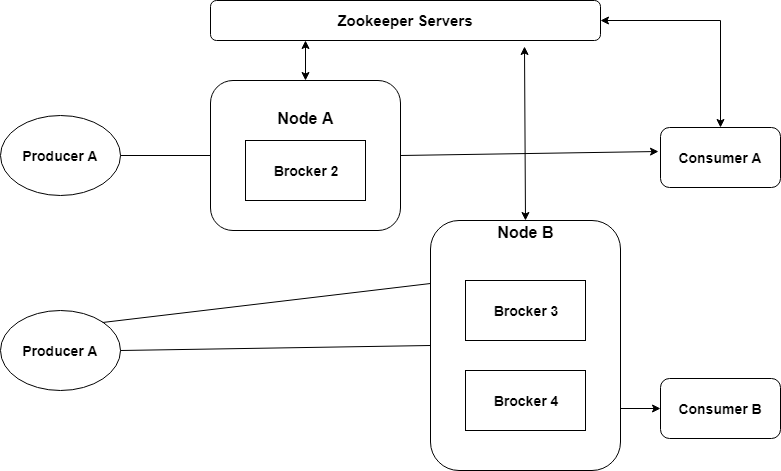 Zookeeper Servers
Node A
Producer A
Brocker 2
Consumer A
Node B
Brocker 3
Producer A
Brocker 4
Consumer B